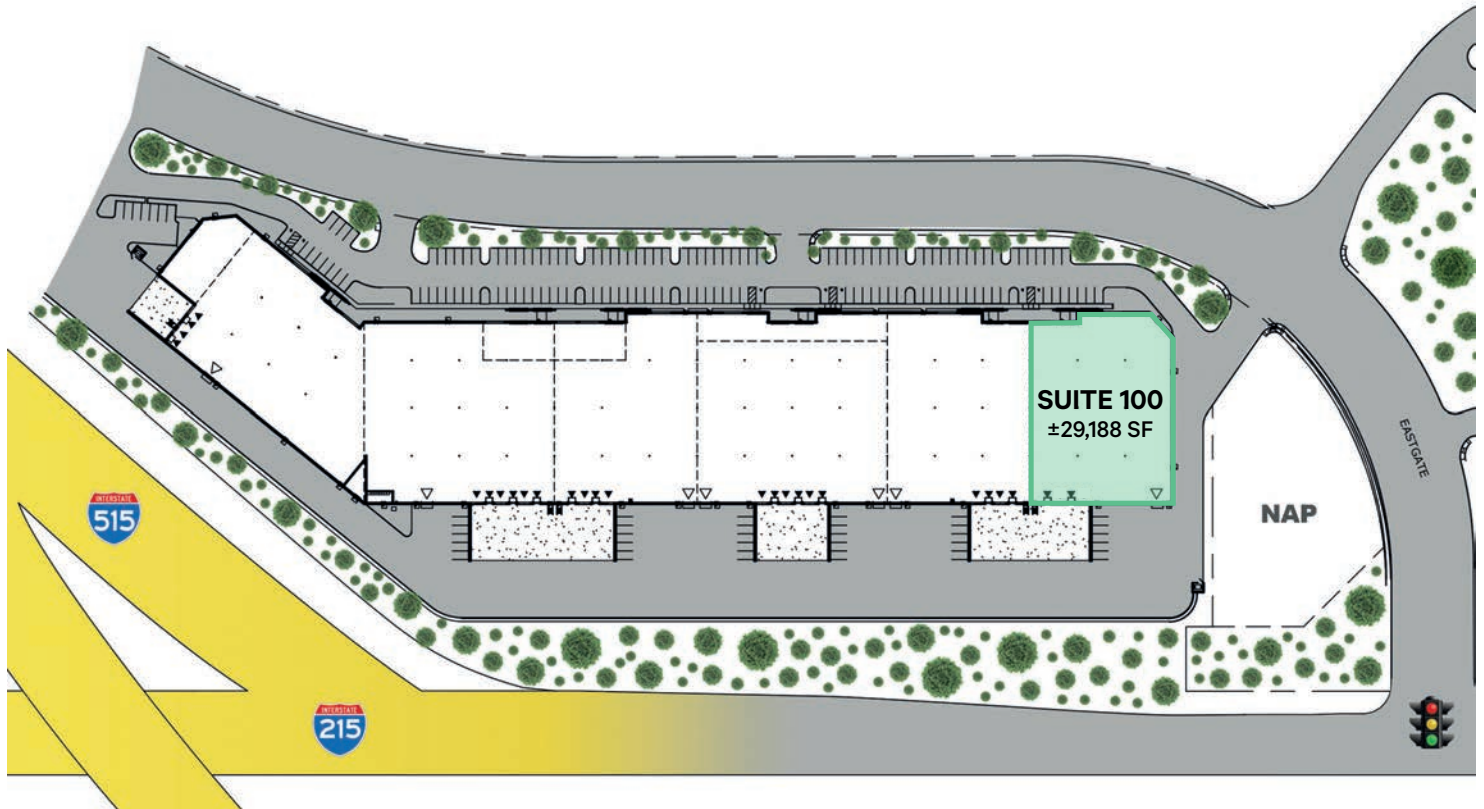 SUITE 100
±29,188 SF
EASTGATE
NAP
INTERSTATE
515
INTERSTATE
215